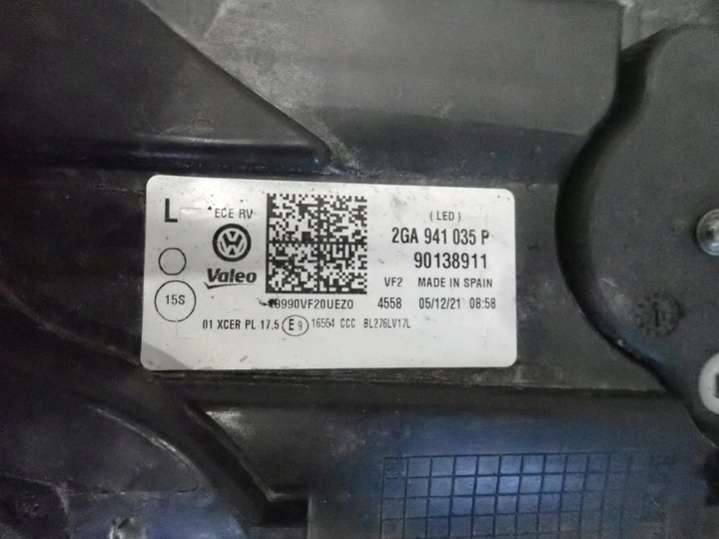 L ECE RV
(LED)
2GA 941 035 P
90138911
Valeo
VF2 MADE IN SPAIN
15S
8990VF20UEZ0
4558 05/12/21 08:58
01 XCER PL 17.5 E9 16554 CCC BL276LV17L